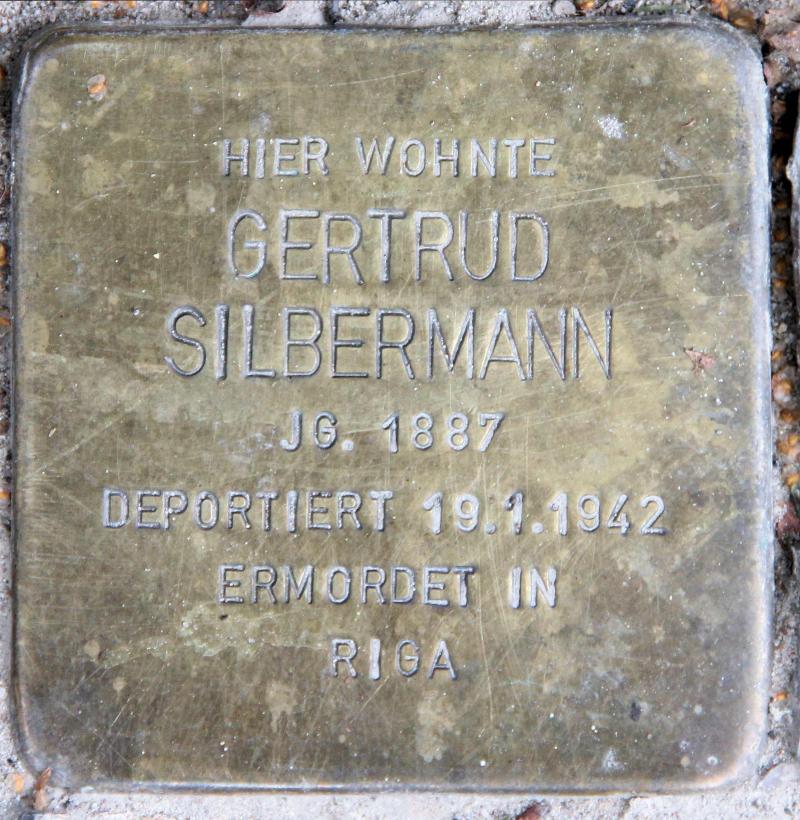 HIER WOHNTE
GERTRUD
SILBERMANN
JG. 1887
DEPORTIERT 19.1.1942
ERMORDET IN
RIGA